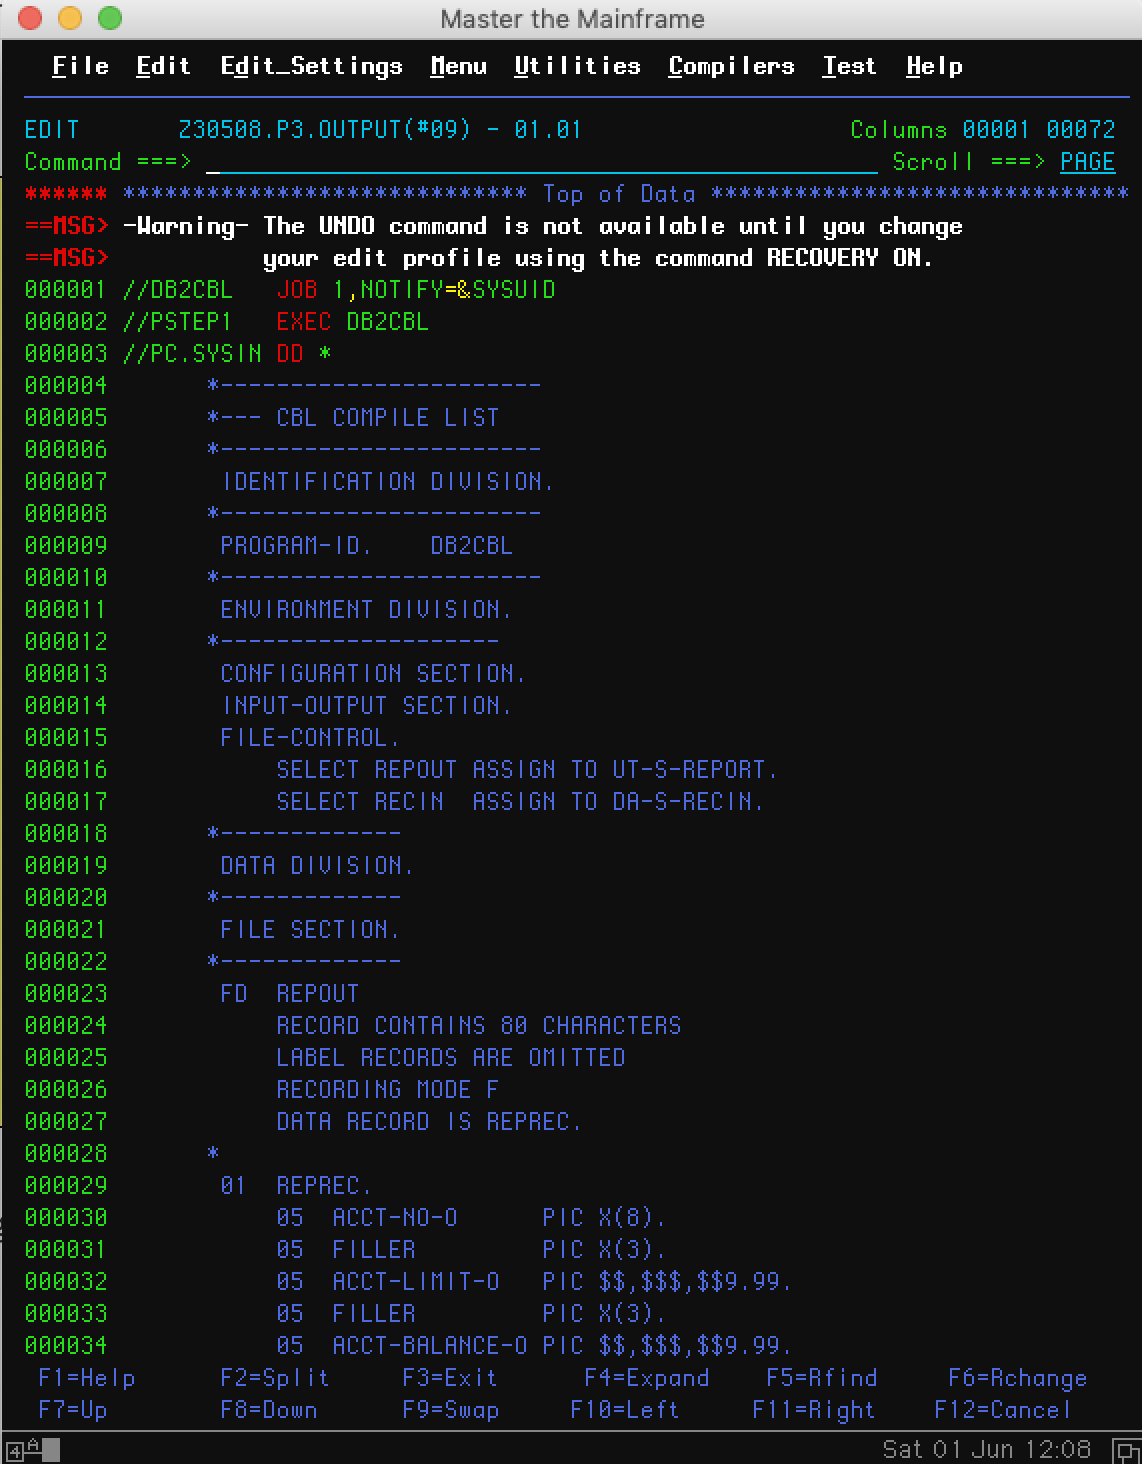 Master the Mainframe
File  Edit  Edit_Settings  Menu  Utilities  Compilers  Test  Help
EDIT       Z30508.P3.OUTPUT(#09) - 01.01                   Columns 00001 00072
Command ===>                                                  Scroll ===> PAGE
****** ***************************** Top of Data ******************************
==MSG> -Warning- The UNDO command is not available until you change
==MSG>           your edit profile using the command RECOVERY ON.
000001 //DB2CBL   JOB 1,NOTIFY=&SYSUID
000002 //PSTEP1   EXEC DB2CBL
000003 //PC.SYSIN DD *
000004       *-----------------------
000005       *--- CBL COMPILE LIST
000006       *-----------------------
000007        IDENTIFICATION DIVISION.
000008       *-----------------------
000009        PROGRAM-ID.    DB2CBL
000010       *-----------------------
000011        ENVIRONMENT DIVISION.
000012       *--------------------
000013        CONFIGURATION SECTION.
000014        INPUT-OUTPUT SECTION.
000015        FILE-CONTROL.
000016            SELECT REPOUT ASSIGN TO UT-S-REPORT.
000017            SELECT RECIN  ASSIGN TO DA-S-RECIN.
000018       *-------------
000019        DATA DIVISION.
000020       *-------------
000021        FILE SECTION.
000022       *-------------
000023        FD  REPOUT
000024            RECORD CONTAINS 80 CHARACTERS
000025            LABEL RECORDS ARE OMITTED
000026            RECORDING MODE F
000027            DATA RECORD IS REPREC.
000028       *
000029        01  REPREC.
000030            05  ACCT-NO-O      PIC X(8).
000031            05  FILLER         PIC X(3).
000032            05  ACCT-LIMIT-O   PIC $$,$$$,$$9.99.
000033            05  FILLER         PIC X(3).
000034            05  ACCT-BALANCE-O PIC $$,$$$,$$9.99.
F1=Help      F2=Split     F3=Exit      F4=Expand    F5=Rfind     F6=Rchange
F7=Up        F8=Down      F9=Swap     F10=Left     F11=Right    F12=Cancel
4 A Sat 01 Jun 12:08